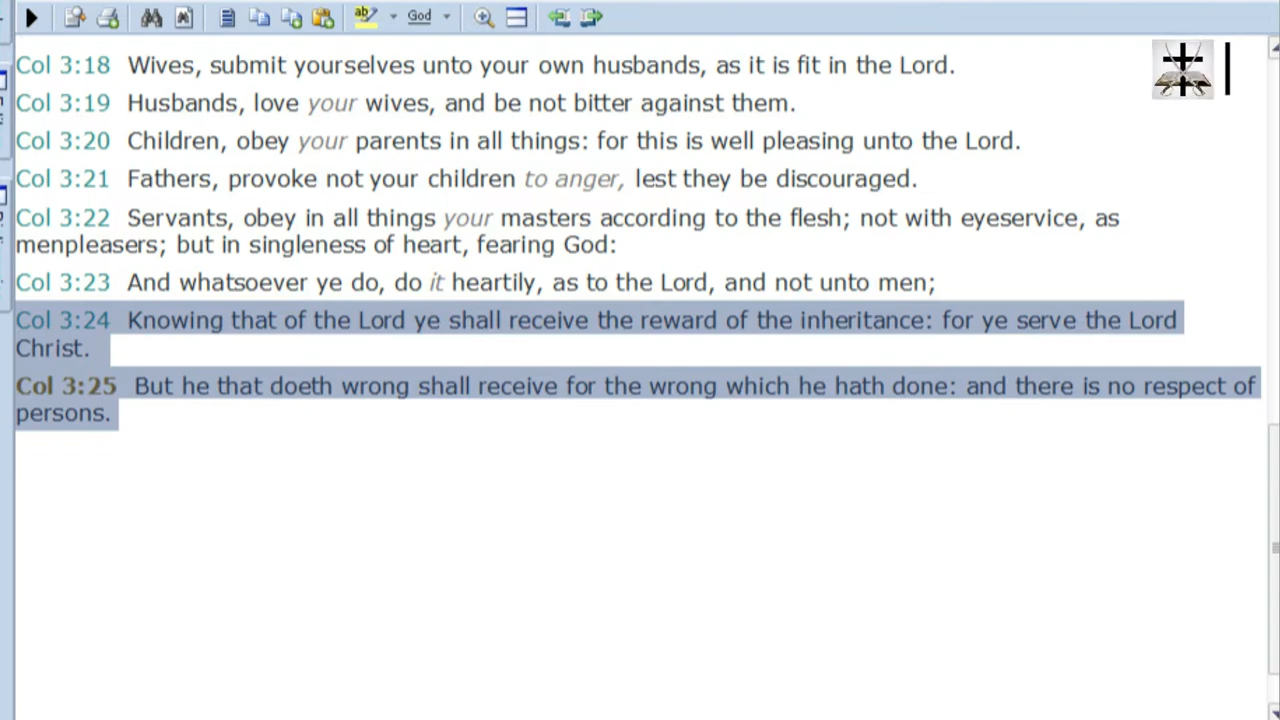 ab God
Col 3:18 Wives, submit yourselves unto your own husbands, as it is fit in the Lord.
Col 3:19 Husbands, love your wives, and be not bitter against them.
Col 3:20 Children, obey your parents in all things: for this is well pleasing unto the Lord.
Col 3:21 Fathers, provoke not your children to anger, lest they be discouraged.
Col 3:22 Servants, obey in all things your masters according to the flesh; not with eyeservice, as
menpleasers; but in singleness of heart, fearing God:
Col 3:23 And whatsoever ye do, do it heartily, as to the Lord, and not unto men;
Col 3:24 Knowing that of the Lord ye shall receive the reward of the inheritance: for ye serve the Lord
Christ.
Col 3:25 But he that doeth wrong shall receive for the wrong which he hath done: and there is no respect of
persons.